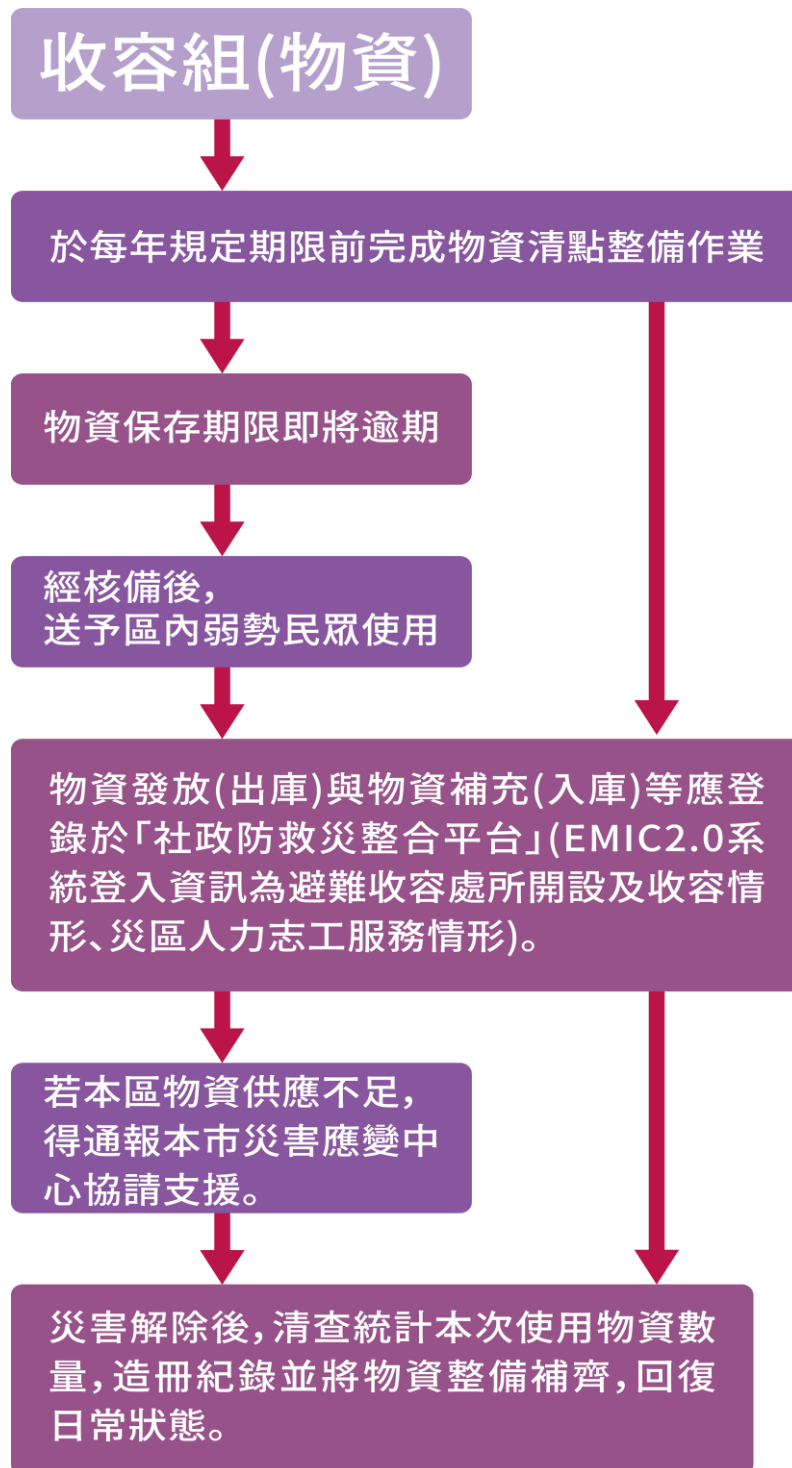 收容組(物資)
於每年規定期限前完成物資清點整備作業
物資保存期限即將逾期
經核備後，
送予區內弱勢民眾使用
物資發放(出庫)與物資補充(入庫)等應登
錄於「社政防救災整合平台」(EMIC2.0系
統登入資訊為避難收容處所開設及收容情
形、災區人力志工服務情形)。
若本區物資供應不足，
得通報本市災害應變中
心協請支援。
災害解除後，清查統計本次使用物資數
量，造冊紀錄並將物資整備補齊，回復
日常狀態。